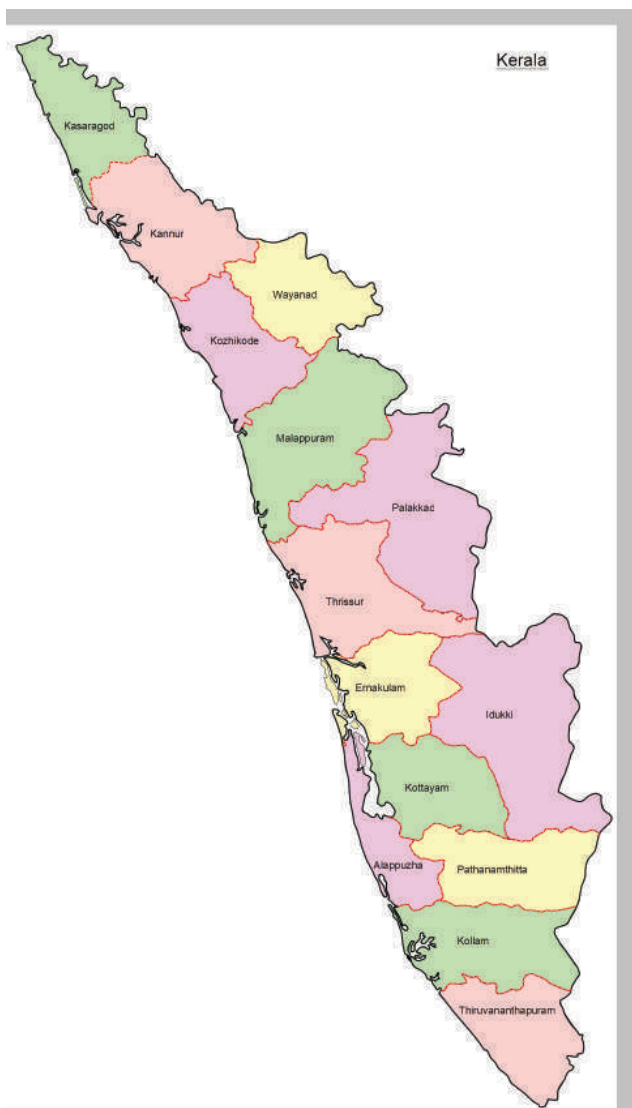 Kerala
Kasaragod
Kannur
Wayanad
Kozhikode
Malappuram
Palakkad
Thrissur
Ernakulam
Idukki
Kottayam
Alappuzha
Pathanamthitta
Kollam
Thiruvananthapuram